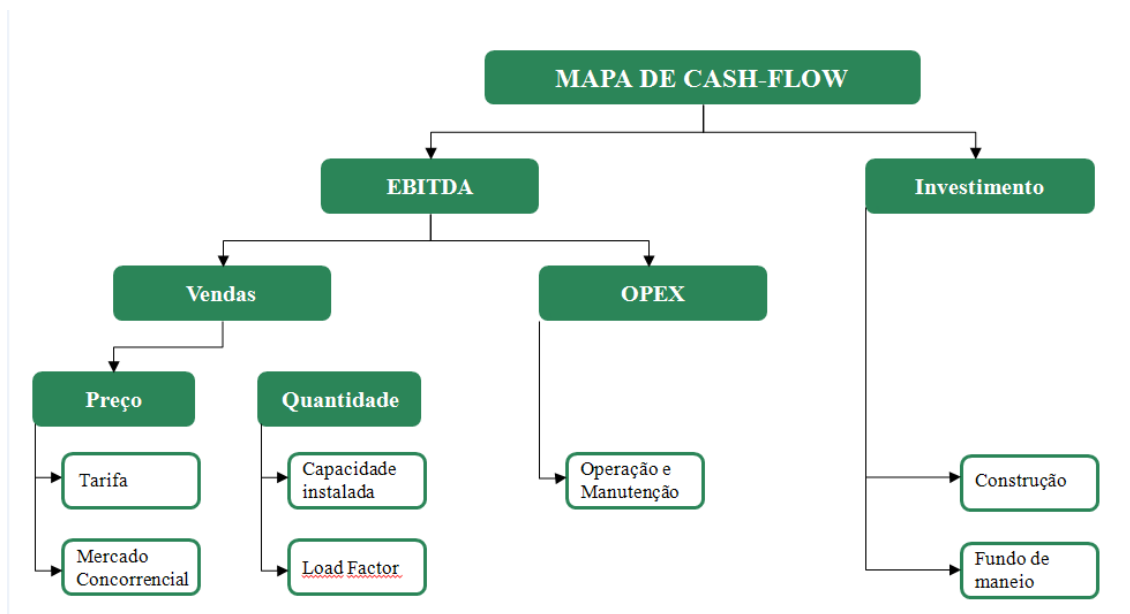 MAPA DE CASH-FLOW
EBITDA
Investimento
Vendas
OPEX
Preço
Quantidade
Tarifa
Capacidade
instalada
Operação e
Manutenção
Construção
Mercado
Concorrencial
Load Factor
Fundo de
maneio